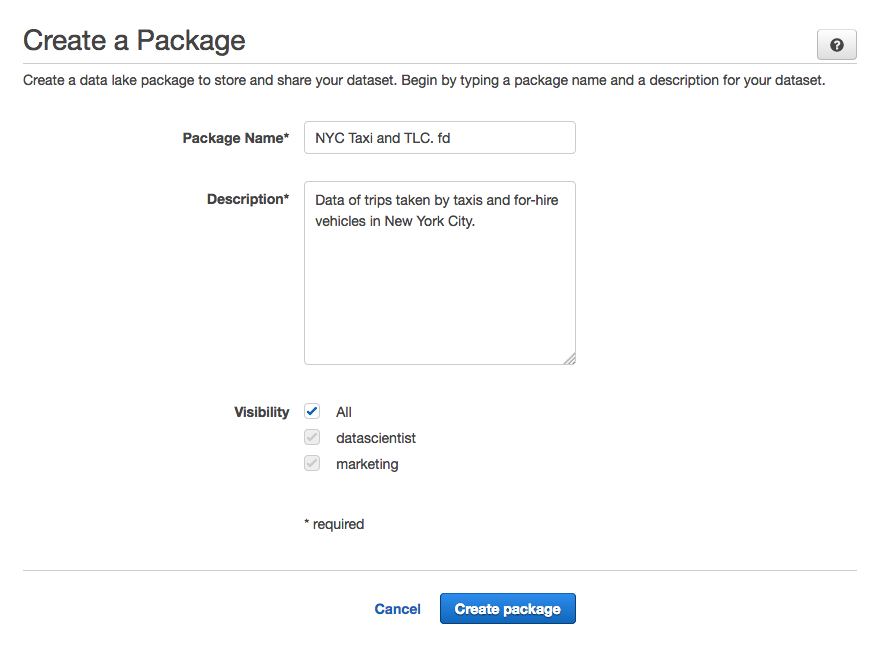 Create a Package
?
Create a data lake package to store and share your dataset. Begin by typing a package name and a description for your dataset.
Package Name* NYC Taxi and TLC. fd
Description* Data of trips taken by taxis and for-hire
vehicles in New York City.
Visibility All
datascientist
marketing
* required
Cancel Create package